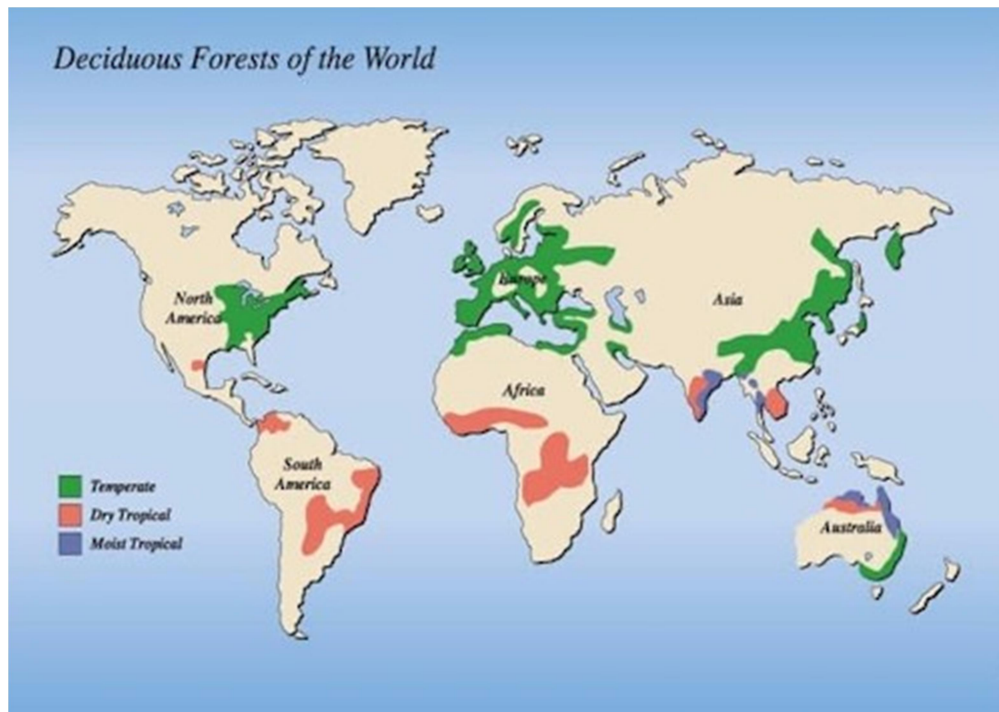 Deciduous Forests of the World
North
America
Europe
Asia
Africa
South
America
Australia
Temperate
Dry Tropical
Moist Tropical